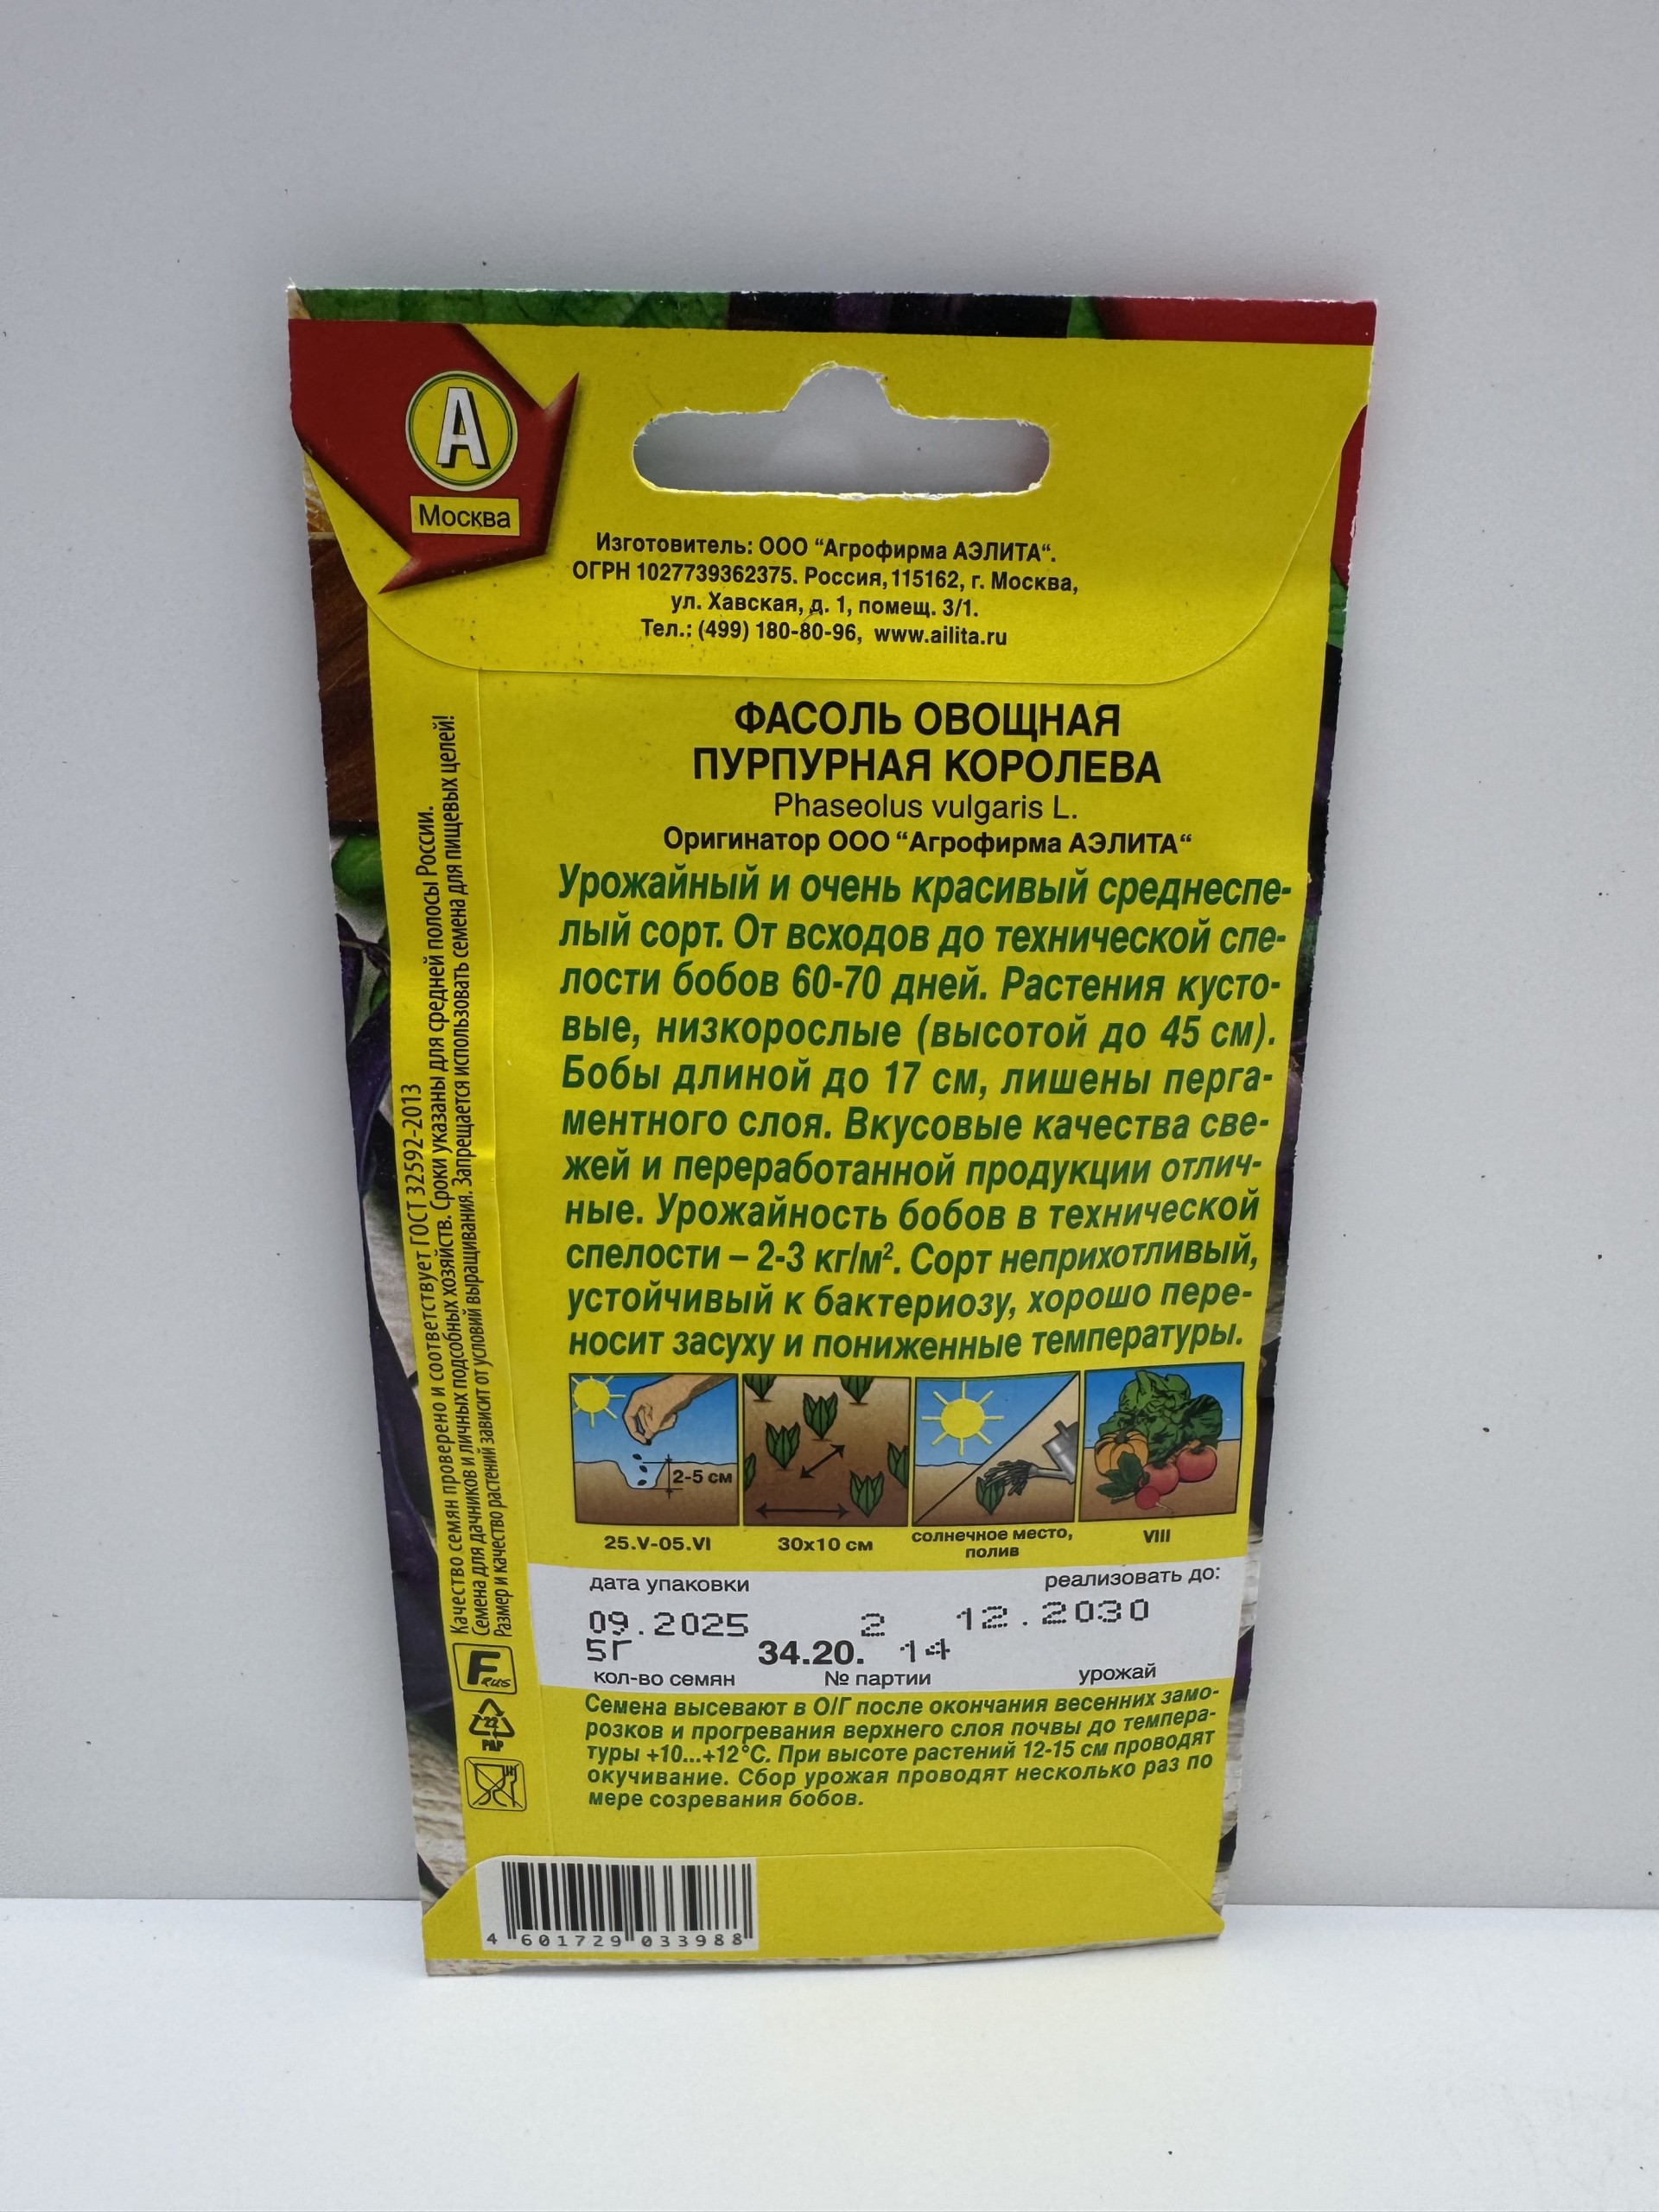 А
Москва
Изготовитель: ООО “Агрофирма АЭЛИТА“.
ОГРН 1027739362375. Россия, 115162, г. Москва,
ул. Хавская, д. 1, помещ. 3/1.
Тел.: (499) 180-80-96, www.ailita.ru
ФАСОЛЬ ОВОЩНАЯ
ПУРПУРНАЯ КОРОЛЕВА
Phaseolus vulgaris L.
Оригинатор ООО “Агрофирма АЭЛИТА“
Урожайный и очень красивый среднеспе-
лый сорт. От всходов до технической спе-
лости бобов 60-70 дней. Растения кусто-
вые, низкорослые (высотой до 45 см).
Бобы длиной до 17 см, лишены перга-
ментного слоя. Вкусовые качества све-
жей и переработанной продукции отлич-
ные. Урожайность бобов в технической
спелости – 2-3 кг/м². Сорт неприхотливый,
устойчивый к бактериозу, хорошо пере-
носит засуху и пониженные температуры.
2-5 см
25.V-05.VI 30х10 см солнечное место, VIII
полив
дата упаковки реализовать до:
09.2025 2 12.2030
5Г 34.20. 14
кол-во семян № партии урожай
Семена высевают в О/Г после окончания весенних замо-
розков и прогревания верхнего слоя почвы до темпера-
туры +10...+12°С. При высоте растений 12-15 см проводят
окучивание. Сбор урожая проводят несколько раз по
мере созревания бобов.
Качество семян проверено и соответствует ГОСТ 32592-2013
Семена для дачников и личных подсобных хозяйств. Сроки указаны для средней полосы России.
Размер и качество растений зависит от условий выращивания. Запрещается использовать семена для пищевых целей!
F RUS
22
PAP
4 601729 033988